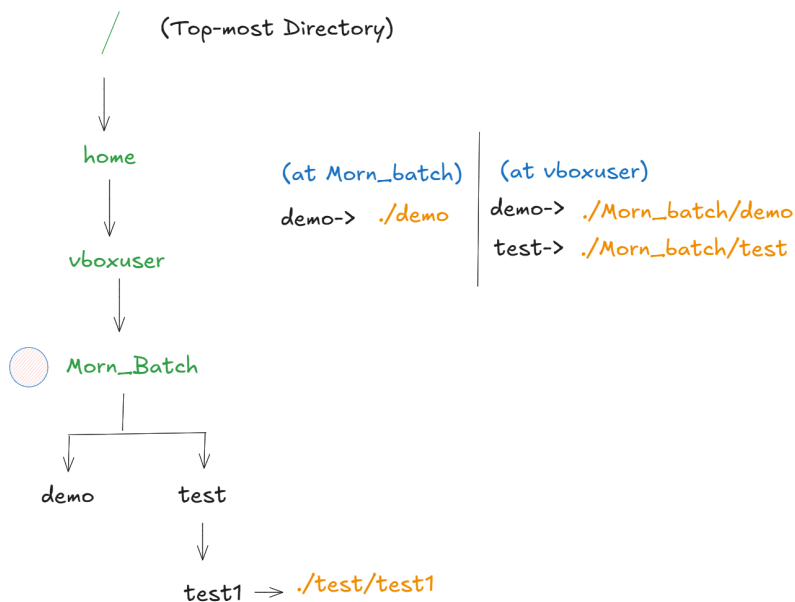 / (Top-most Directory)
home
(at Morn_batch)
demo-> ./demo
(at vboxuser)
demo-> ./Morn_batch/demo
test-> ./Morn_batch/test
vboxuser
Morn_Batch
demo
test
test1 ./test/test1